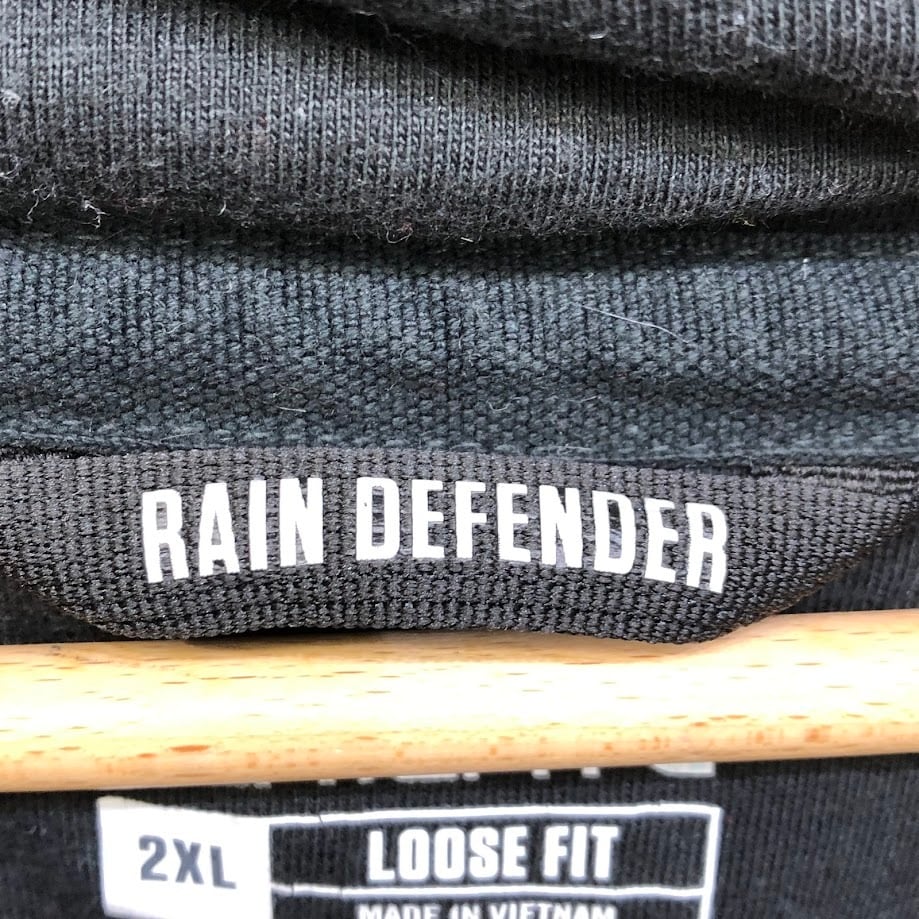 RAIN DEFENDER
2XL
LOOSE FIT
MADE IN VIETNAM